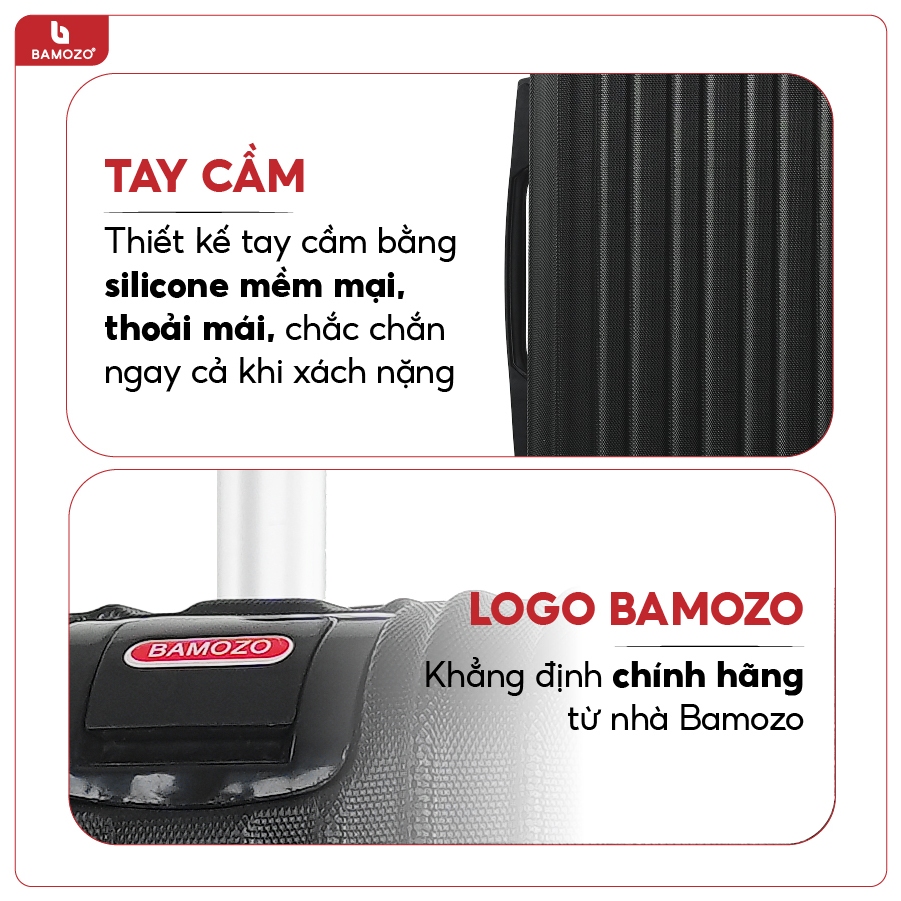 BAMOZO®
TAY CẦM
Thiết kế tay cầm bằng
silicone mềm mại,
thoải mái, chắc chắn
ngay cả khi xách nặng
BAMOZO
LOGO BAMOZO
Khẳng định chính hãng
từ nhà Bamozo